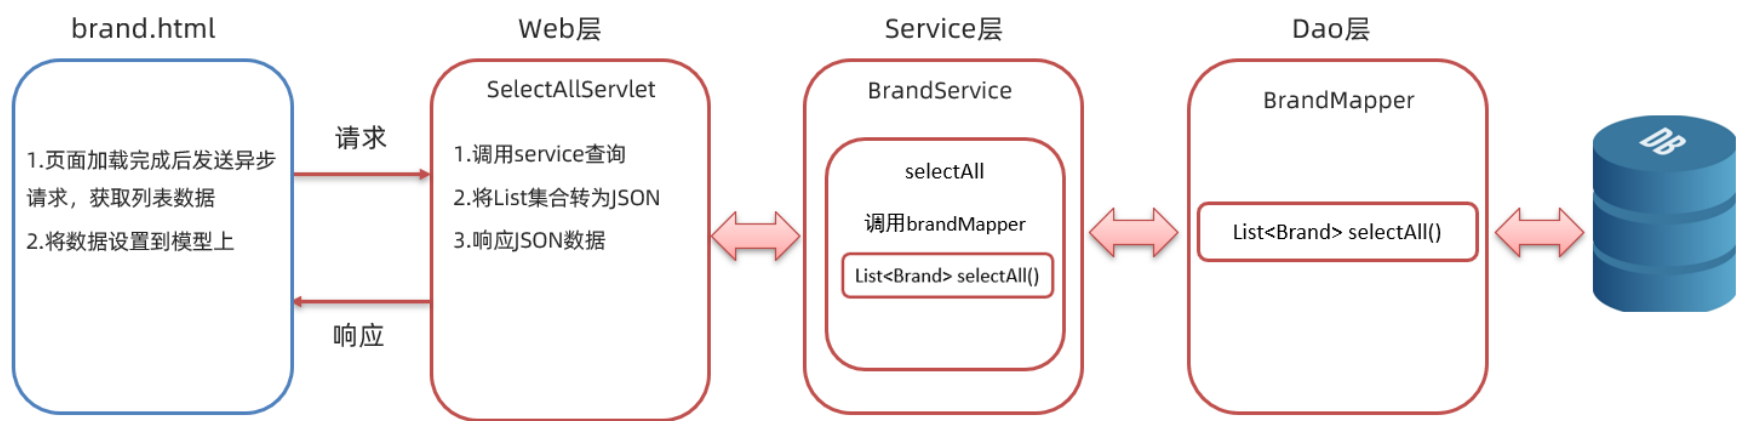 brand.html
1.页面加载完成后发送异步
请求，获取列表数据
2.将数据设置到模型上
请求
响应
Web层
SelectAllServlet
1.调用service查询
2.将List集合转为JSON
3.响应JSON数据
Service层
BrandService
selectAll
调用brandMapper
List<Brand> selectAll()
Dao层
BrandMapper
List<Brand> selectAll()
DB